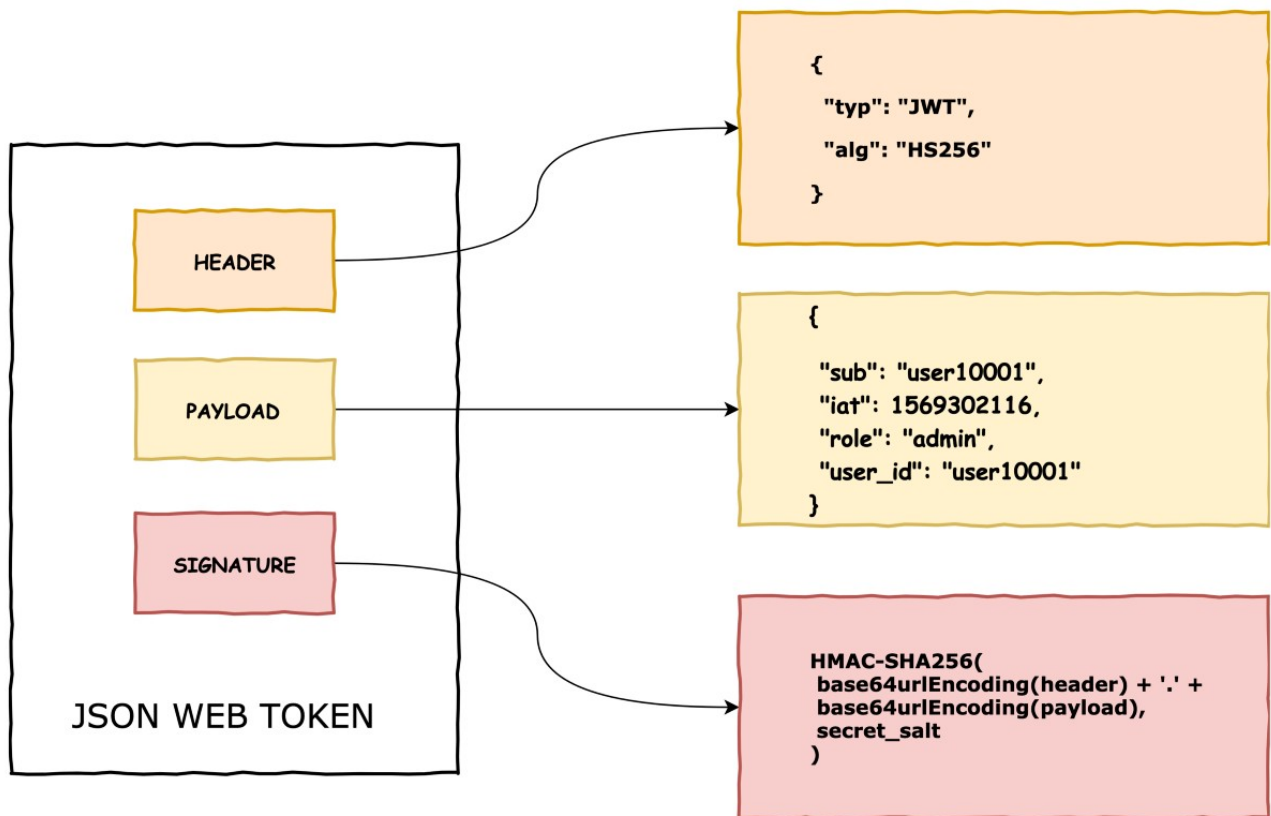 HEADER
PAYLOAD
SIGNATURE
JSON WEB TOKEN
{
"typ": "JWT",
"alg": "HS256"
}
{
"sub": "user10001",
"iat": 1569302116,
"role": "admin",
"user_id": "user10001"
}
HMAC-SHA256(
base64urlEncoding(header) + '.' +
base64urlEncoding(payload),
secret_salt
)